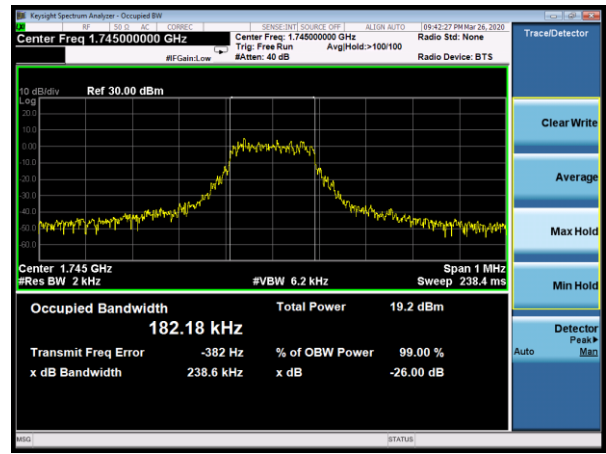 Keysight Spectrum Analyzer - Occupied BW
RF 50 Ω AC CORREC SENSE:INT SOURCE OFF ALIGN AUTO 09:42:27 PM Mar 26, 2020
Center Freq 1.745000000 GHz Center Freq: 1.745000000 GHz Radio Std: None Trace/Detector
Trig: Free Run Avg|Hold:>100/100
#IFGain:Low #Atten: 40 dB Radio Device: BTS
10 dB/div Ref 30.00 dBm
Log
20.0
10.0
0.00
-10.0
-20.0
-30.0
-40.0
-50.0
-60.0
Clear Write
Average
Max Hold
Min Hold
Detector
Peak▶
Auto Man
Center 1.745 GHz Span 1 MHz
#Res BW 2 kHz #VBW 6.2 kHz Sweep 238.4 ms
Occupied Bandwidth Total Power 19.2 dBm
182.18 kHz
Transmit Freq Error -382 Hz % of OBW Power 99.00 %
x dB Bandwidth 238.6 kHz x dB -26.00 dB
MSG STATUS